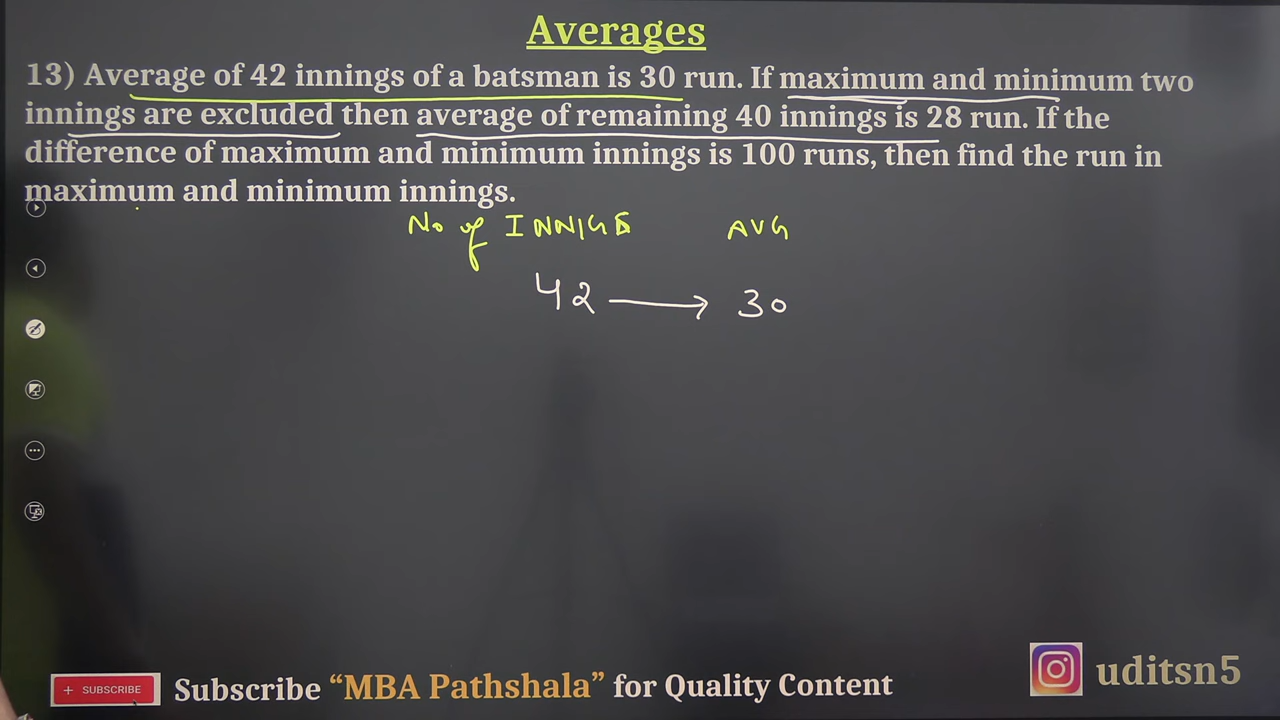 Averages
13) Average of 42 innings of a batsman is 30 run. If maximum and minimum two
innings are excluded then average of remaining 40 innings is 28 run. If the
difference of maximum and minimum innings is 100 runs, then find the run in
maximum and minimum innings.
No of INNIGS AVG
42 → 30
+ SUBSCRIBE
Subscribe “MBA Pathshala” for Quality Content
uditsn5